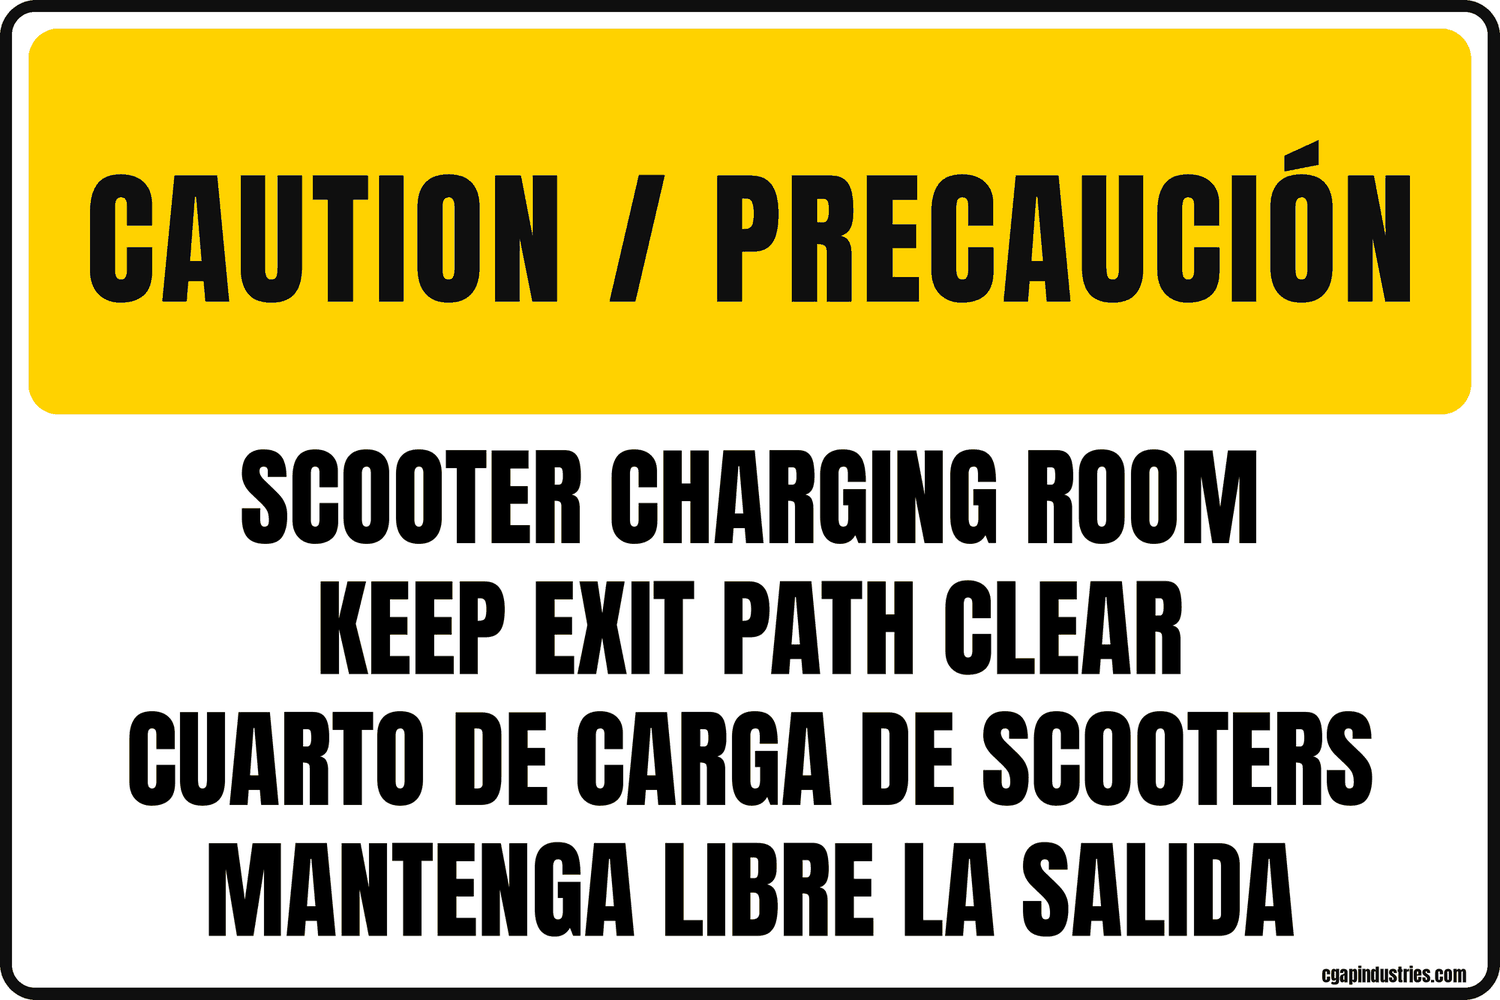 CAUTION / PRECAUCIÓN
SCOOTER CHARGING ROOM
KEEP EXIT PATH CLEAR
CUARTO DE CARGA DE SCOOTERS
MANTENGA LIBRE LA SALIDA
cgapindustries.com